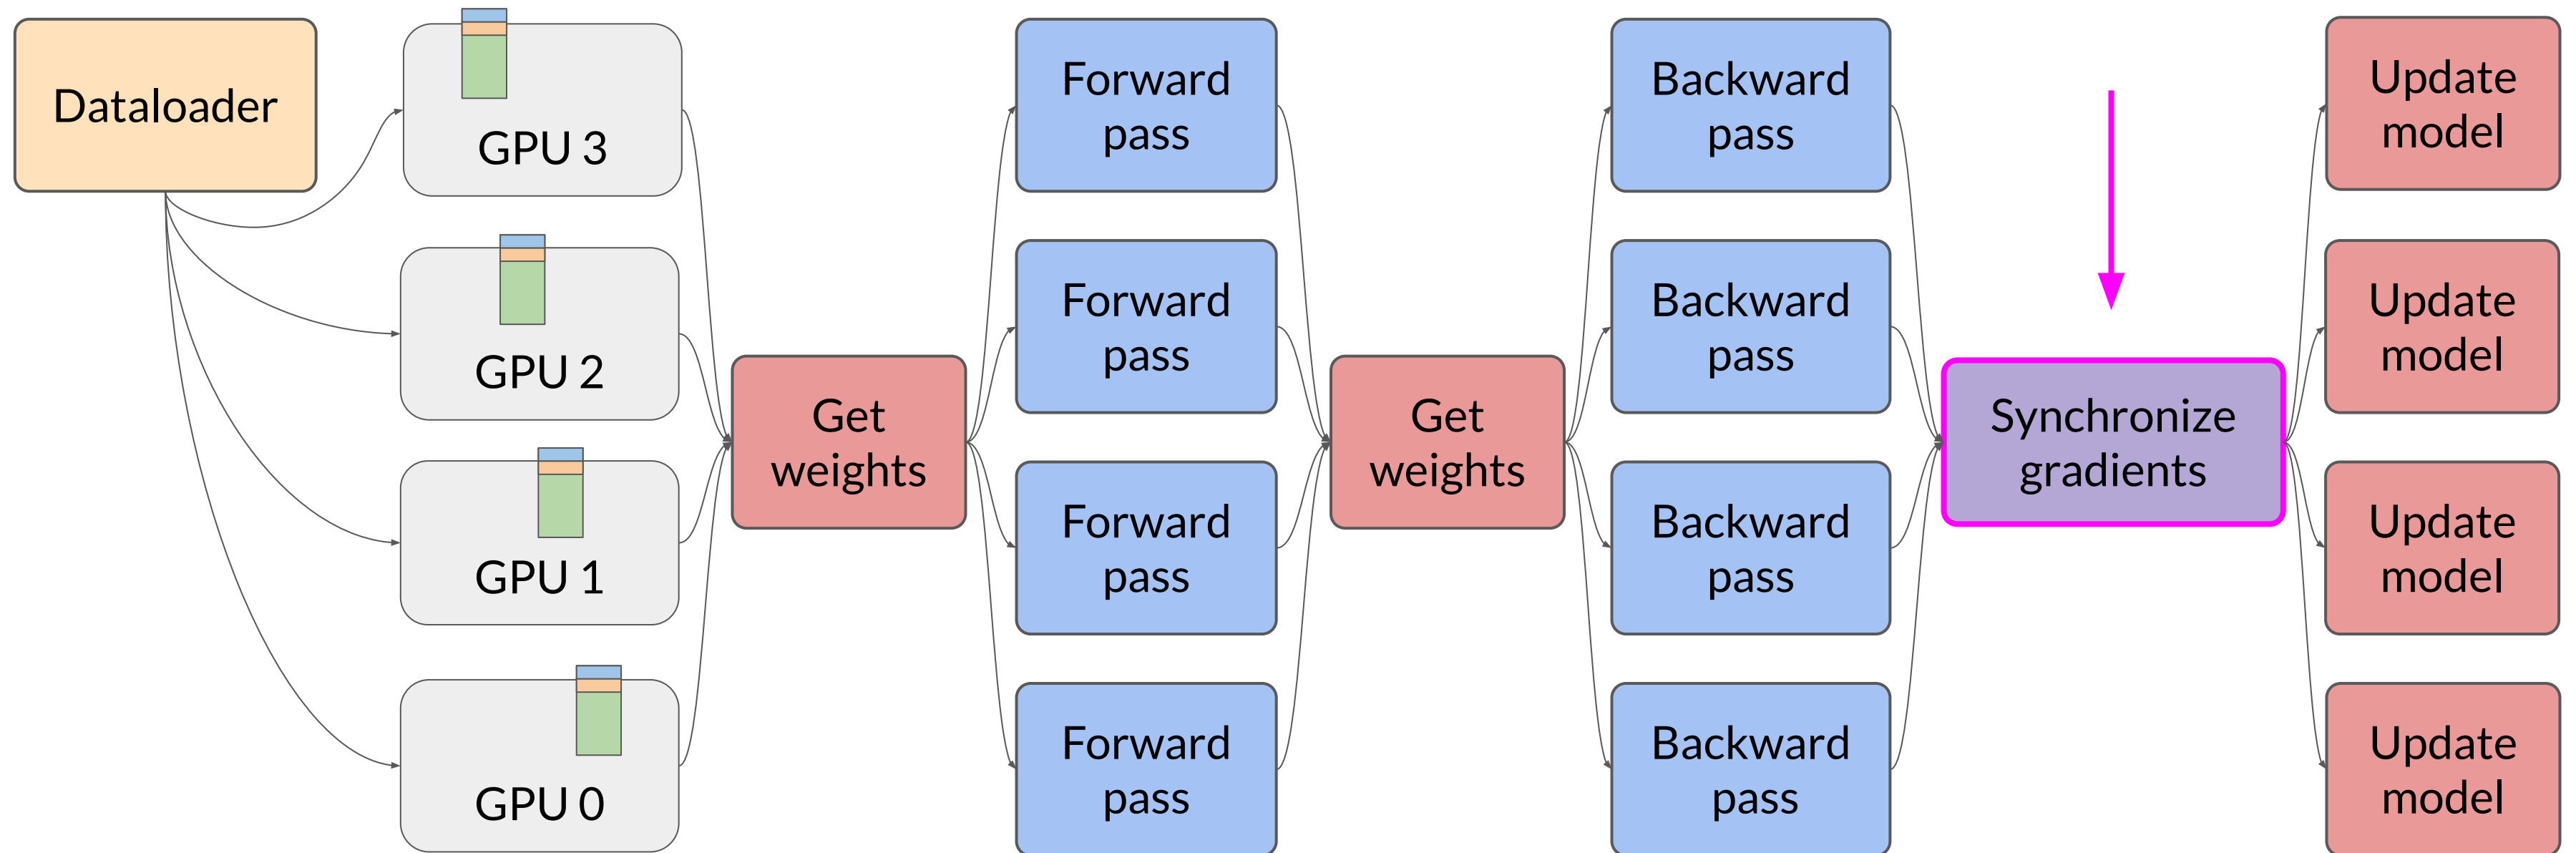 Dataloader
GPU 3
GPU 2
GPU 1
GPU 0
Get
weights
Forward
pass
Forward
pass
Forward
pass
Forward
pass
Get
weights
Backward
pass
Backward
pass
Backward
pass
Backward
pass
Synchronize
gradients
Update
model
Update
model
Update
model
Update
model